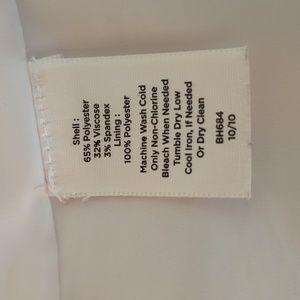 Shell :
65% Polyester
32% Viscose
3% Spandex
Lining :
100% Polyester
Machine Wash Cold
Only Non-Chlorine
Bleach When Needed
Tumble Dry Low
Cool Iron, If Needed
Or Dry Clean
BH684
10/10